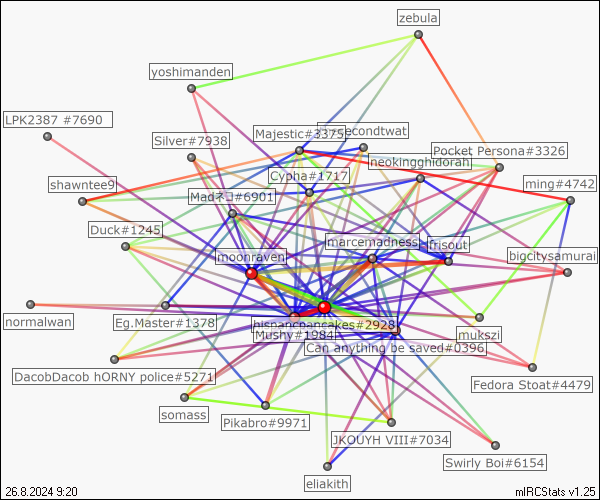 zebula
yoshimanden
LPK2387 #7690
Silver#7938
Majestic#3375
secondtwat
neokingghidorah
Pocket Persona#3326
Cypha#1717
ming#4742
shawntee9
Madネコ#6901
Duck#1245
marcemadness
frisout
moonraven
bigcitysamurai
normalwan
Eg.Master#1378
hispanicpancakes#2928
Mushy#1984
mukszi
Can anything be saved#0396
DacobDacob hORNY police#5271
Fedora Stoat#4479
somass
Pikabro#9971
JKOUYH VIII#7034
Swirly Boi#6154
eliakith
26.8.2024 9:20
mIRCStats v1.25